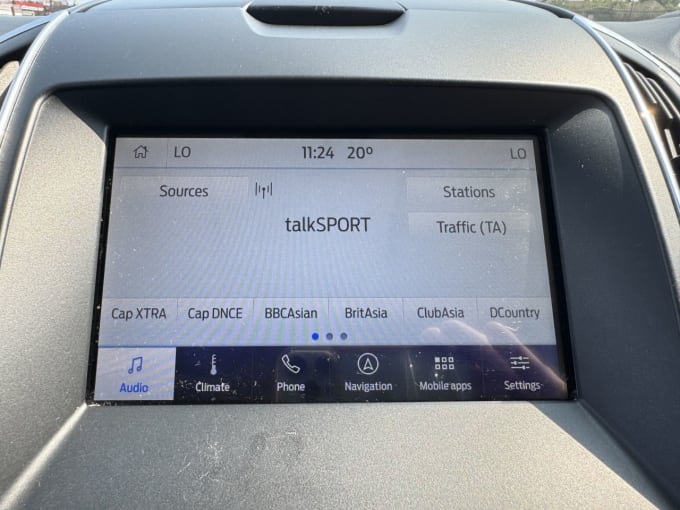 LO 11:24 20º LO
Sources Stations
talkSPORT Traffic (TA)
Cap XTRA Cap DNCE BBCAsian BritAsia ClubAsia DCountry
Audio Climate Phone Navigation Mobile apps Settings